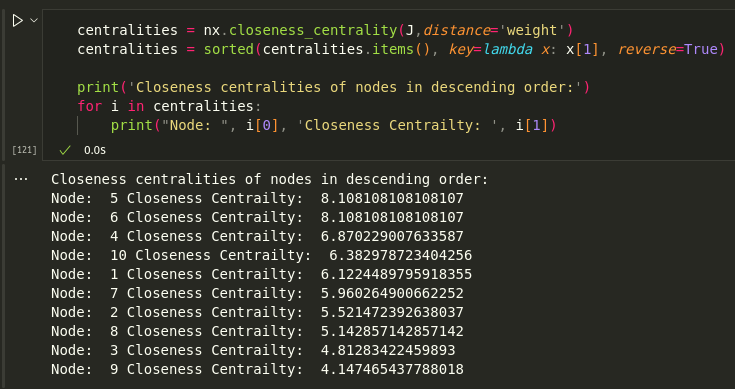 centralities = nx.closeness_centrality(J,distance='weight')
centralities = sorted(centralities.items(), key=lambda x: x[1], reverse=True)
print('Closeness centralities of nodes in descending order:')
for i in centralities:
print("Node: ", i[0], 'Closeness Centrailty: ', i[1])
[121]
0.0s
...
Closeness centralities of nodes in descending order:
Node:  5 Closeness Centrailty:  8.108108108108107
Node:  6 Closeness Centrailty:  8.108108108108107
Node:  4 Closeness Centrailty:  6.870229007633587
Node:  10 Closeness Centrailty:  6.382978723404256
Node:  1 Closeness Centrailty:  6.1224489795918355
Node:  7 Closeness Centrailty:  5.960264900662252
Node:  2 Closeness Centrailty:  5.521472392638037
Node:  8 Closeness Centrailty:  5.142857142857142
Node:  3 Closeness Centrailty:  4.81283422459893
Node:  9 Closeness Centrailty:  4.147465437788018